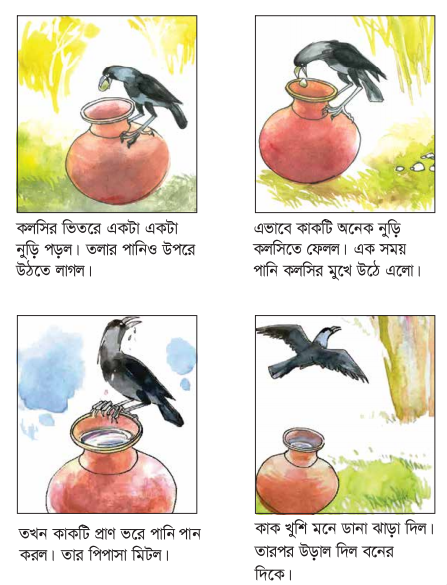 কলসির ভিতরে একটা একটা
নুড়ি পড়ল। তলার পানিও উপরে
উঠতে লাগল।
এভাবে কাকটি অনেক নুড়ি
কলসিতে ফেলল। এক সময়
পানি কলসির মুখে উঠে এলো।
তখন কাকটি প্রাণ ভরে পানি পান
করল। তার পিপাসা মিটল।
কাক খুশি মনে ডানা ঝাড়া দিল।
তারপর উড়াল দিল বনের
দিকে।